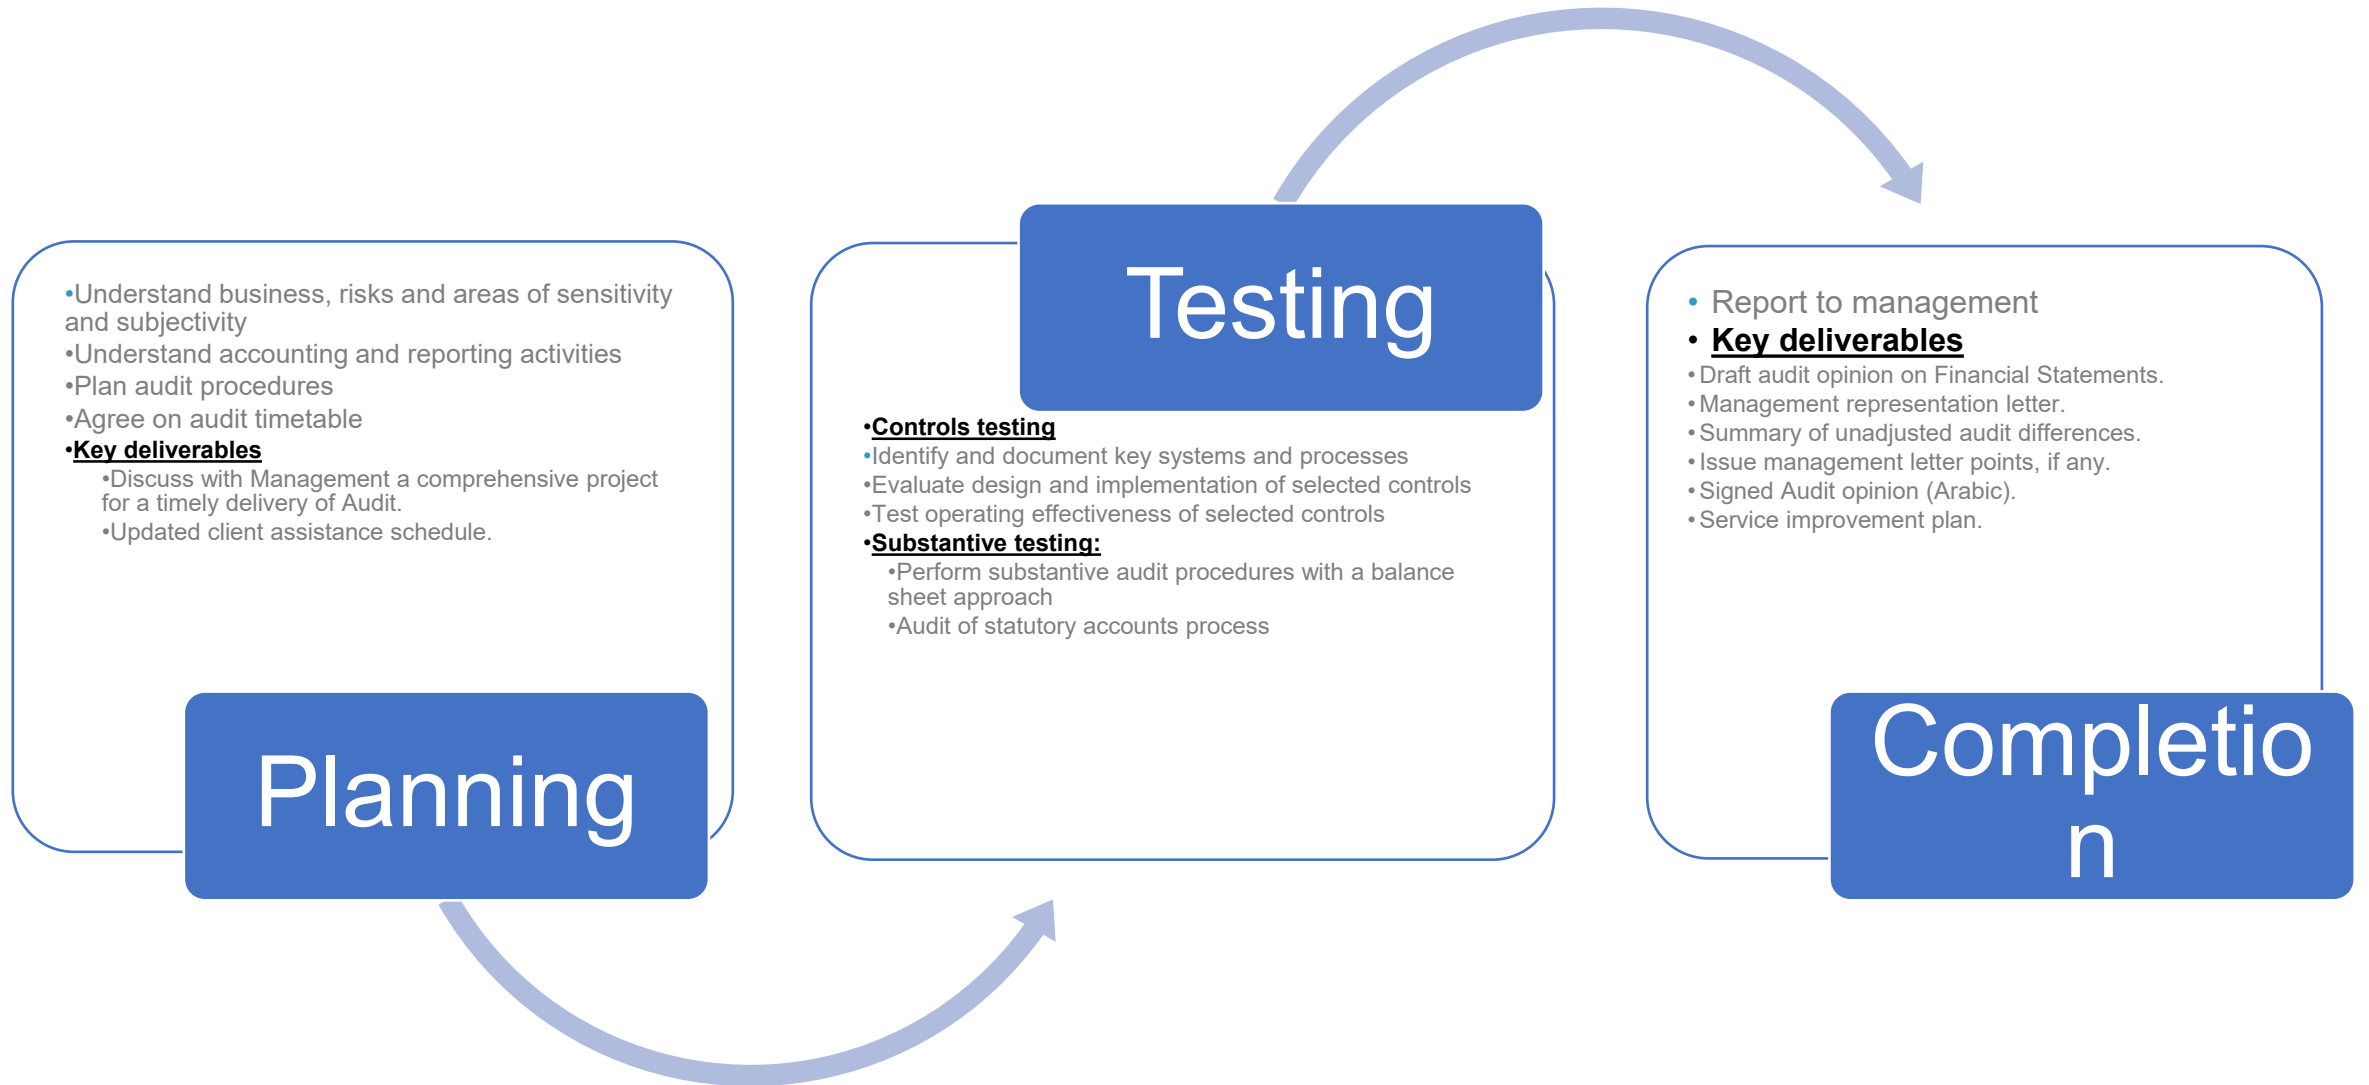 •Understand business, risks and areas of sensitivity
and subjectivity
•Understand accounting and reporting activities
•Plan audit procedures
•Agree on audit timetable
•Key deliverables
•Discuss with Management a comprehensive project
for a timely delivery of Audit.
•Updated client assistance schedule.
Planning
Testing
•Controls testing
•Identify and document key systems and processes
•Evaluate design and implementation of selected controls
•Test operating effectiveness of selected controls
•Substantive testing:
•Perform substantive audit procedures with a balance
sheet approach
•Audit of statutory accounts process
• Report to management
• Key deliverables
• Draft audit opinion on Financial Statements.
• Management representation letter.
• Summary of unadjusted audit differences.
• Issue management letter points, if any.
• Signed Audit opinion (Arabic).
• Service improvement plan.
Completio
n